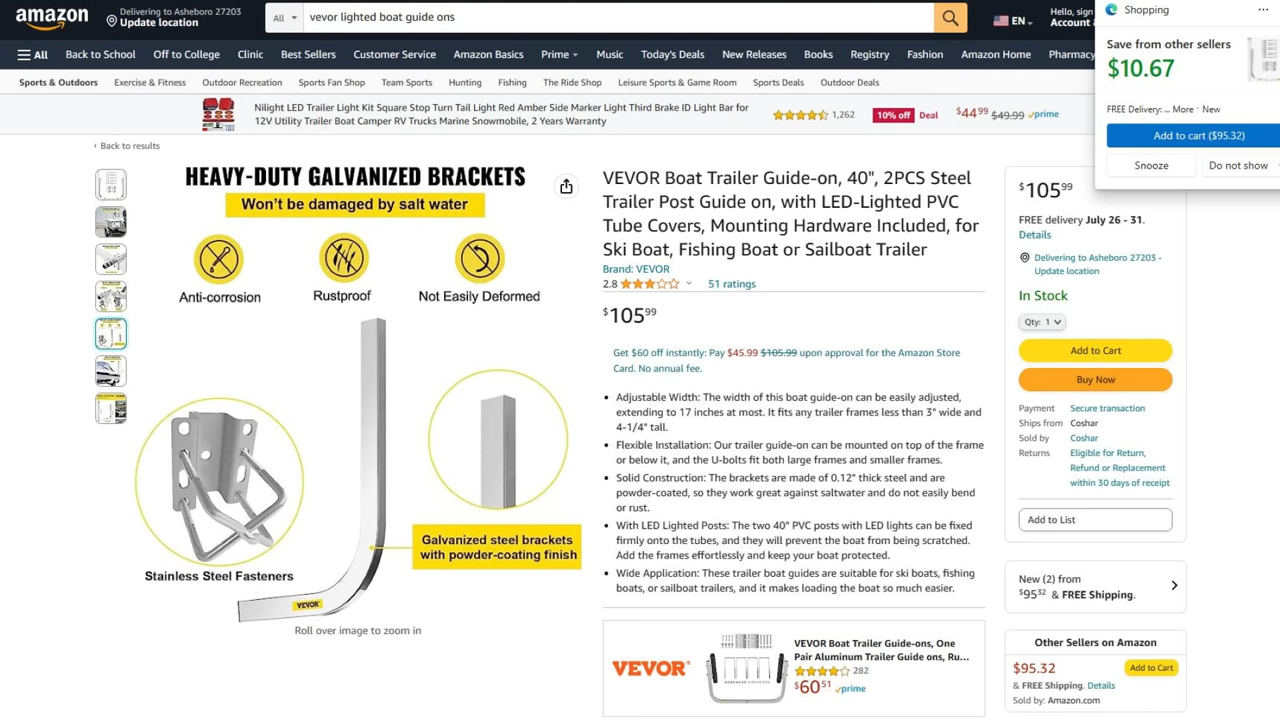 amazon
Delivering to Asheboro 27203
Update location
All
vevor lighted boat guide ons
EN
Hello, sign
Account &
Shopping
Save from other sellers
$10.67
FREE Delivery: ... More · New
Add to cart ($95.32)
Snooze
Do not show
All
Back to School
Off to College
Clinic
Best Sellers
Customer Service
Amazon Basics
Prime
Music
Today's Deals
New Releases
Books
Registry
Fashion
Amazon Home
Pharmacy
Sports & Outdoors
Exercise & Fitness
Outdoor Recreation
Sports Fan Shop
Team Sports
Hunting
Fishing
The Ride Shop
Leisure Sports & Game Room
Sports Deals
Outdoor Deals
Nilight LED Trailer Light Kit Square Stop Turn Tail Light Red Amber Side Marker Light Third Brake ID Light Bar for
12V Utility Trailer Boat Camper RV Trucks Marine Snowmobile, 2 Years Warranty
1,262
10% off
Deal
$44⁹⁹ $49.99 prime
‹ Back to results
HEAVY-DUTY GALVANIZED BRACKETS
Won't be damaged by salt water
Anti-corrosion
Rustproof
Not Easily Deformed
Galvanized steel brackets
with powder-coating finish
Stainless Steel Fasteners
VEVOR
Roll over image to zoom in
VEVOR Boat Trailer Guide-on, 40", 2PCS Steel
Trailer Post Guide on, with LED-Lighted PVC
Tube Covers, Mounting Hardware Included, for
Ski Boat, Fishing Boat or Sailboat Trailer
Brand: VEVOR
2.8
51 ratings
$105⁹⁹
Get $60 off instantly: Pay $45.99 $105.99 upon approval for the Amazon Store
Card. No annual fee.
• Adjustable Width: The width of this boat guide-on can be easily adjusted,
extending to 17 inches at most. It fits any trailer frames less than 3" wide and
4-1/4" tall.
• Flexible Installation: Our trailer guide-on can be mounted on top of the frame
or below it, and the U-bolts fit both large frames and smaller frames.
• Solid Construction: The brackets are made of 0.12" thick steel and are
powder-coated, so they work great against saltwater and do not easily bend
or rust.
• With LED Lighted Posts: The two 40" PVC posts with LED lights can be fixed
firmly onto the tubes, and they will prevent the boat from being scratched.
Add the frames effortlessly and keep your boat protected.
• Wide Application: These trailer boat guides are suitable for ski boats, fishing
boats, or sailboat trailers, and it makes loading the boat so much easier.
VEVOR
VEVOR Boat Trailer Guide-ons, One
Pair Aluminum Trailer Guide ons, Ru...
282
$60⁵¹ prime
$105⁹⁹
FREE delivery July 26 - 31.
Details
Delivering to Asheboro 27203 -
Update location
In Stock
Qty: 1
Add to Cart
Buy Now
Payment Secure transaction
Ships from Coshar
Sold by Coshar
Returns Eligible for Return,
Refund or Replacement
within 30 days of receipt
Add to List
New (2) from
$95³² & FREE Shipping.
Other Sellers on Amazon
$95.32
Add to Cart
& FREE Shipping. Details
Sold by: Amazon.com